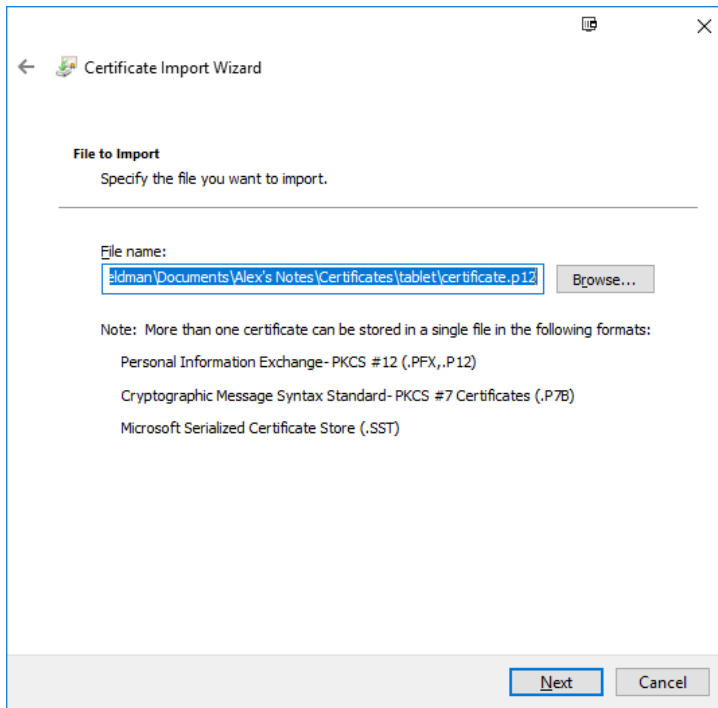 Certificate Import Wizard
File to Import
Specify the file you want to import.
File name:
eldman\Documents\Alex's Notes\Certificates\tablet\certificate.p12
Browse...
Note: More than one certificate can be stored in a single file in the following formats:
Personal Information Exchange- PKCS #12 (.PFX,.P12)
Cryptographic Message Syntax Standard- PKCS #7 Certificates (.P7B)
Microsoft Serialized Certificate Store (.SST)
Next
Cancel